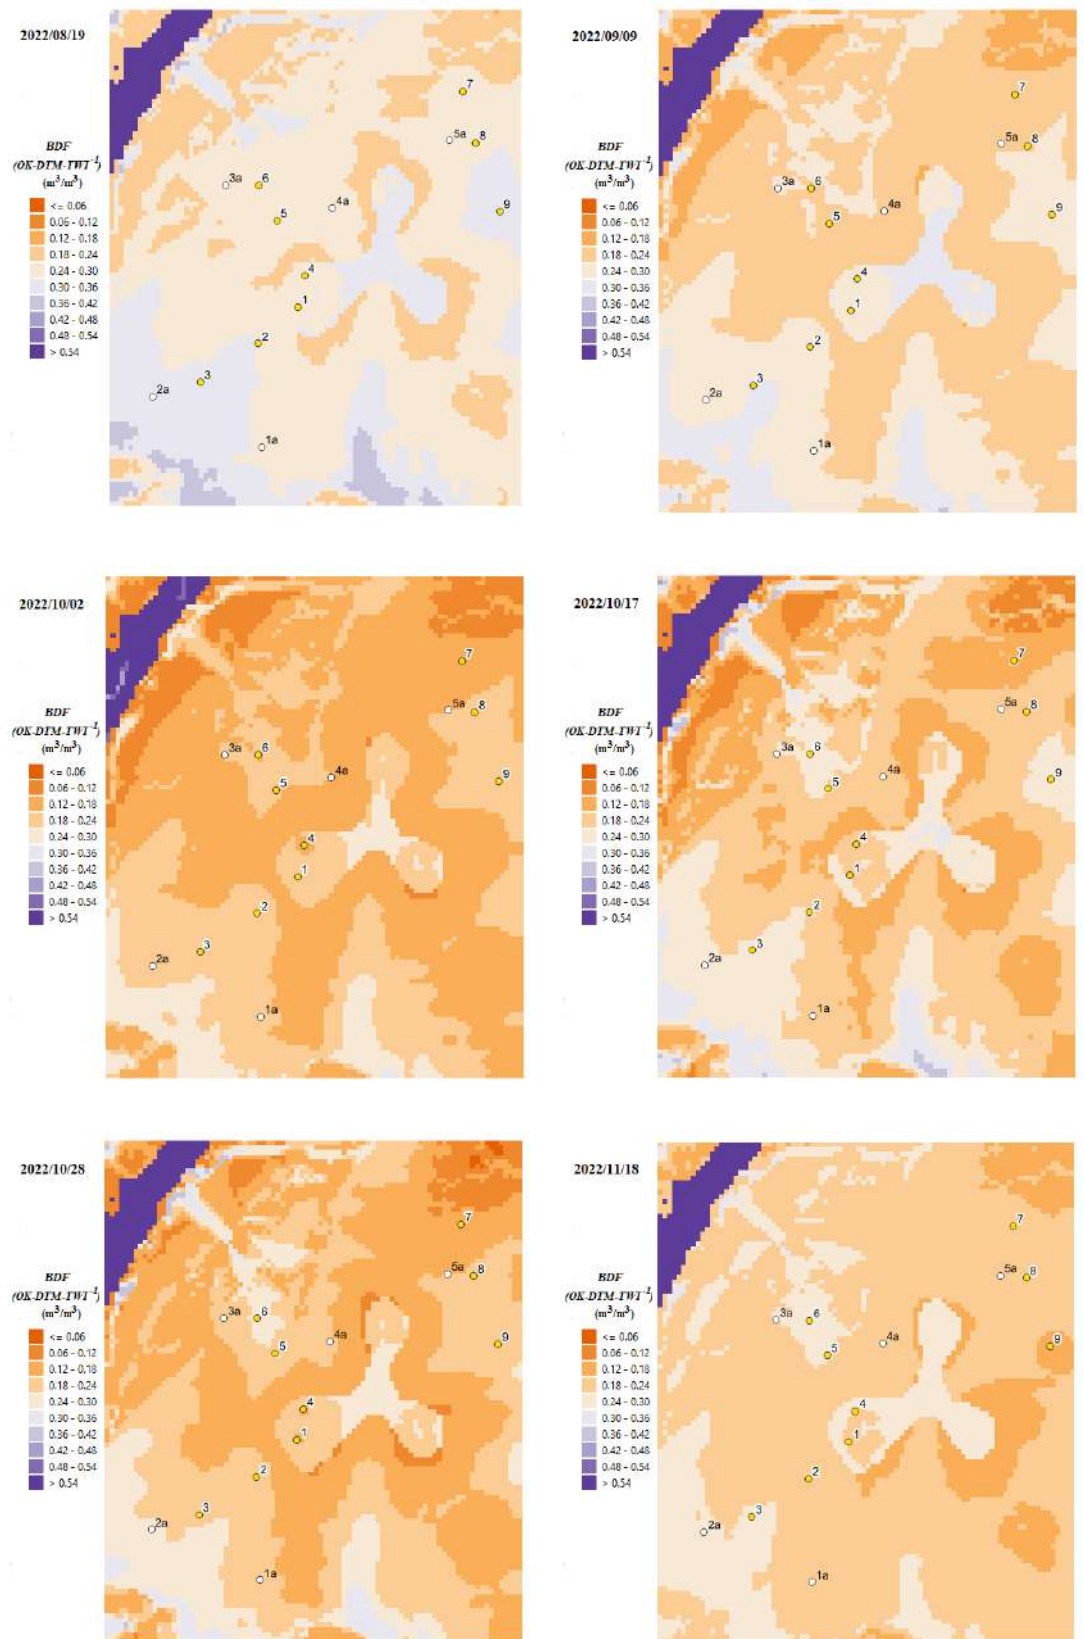 2022/08/19
BDF
(OK-DTM-TWI⁻¹)
(m³/m³)
<= 0.06
0.06 - 0.12
0.12 - 0.18
0.18 - 0.24
0.24 - 0.30
0.30 - 0.36
0.36 - 0.42
0.42 - 0.48
0.48 - 0.54
> 0.54
7
5a
8
3a
6
4a
9
5
4
1
2
3
2a
1a
2022/09/09
BDF
(OK-DTM-TWI⁻¹)
(m³/m³)
<= 0.06
0.06 - 0.12
0.12 - 0.18
0.18 - 0.24
0.24 - 0.30
0.30 - 0.36
0.36 - 0.42
0.42 - 0.48
0.48 - 0.54
> 0.54
7
5a
8
3a
6
4a
9
5
4
1
2
3
2a
1a
2022/10/02
BDF
(OK-DTM-TWI⁻¹)
(m³/m³)
<= 0.06
0.06 - 0.12
0.12 - 0.18
0.18 - 0.24
0.24 - 0.30
0.30 - 0.36
0.36 - 0.42
0.42 - 0.48
0.48 - 0.54
> 0.54
7
5a
8
3a
6
4a
9
5
4
1
2
3
2a
1a
2022/10/17
BDF
(OK-DTM-TWI⁻¹)
(m³/m³)
<= 0.06
0.06 - 0.12
0.12 - 0.18
0.18 - 0.24
0.24 - 0.30
0.30 - 0.36
0.36 - 0.42
0.42 - 0.48
0.48 - 0.54
> 0.54
7
5a
8
3a
6
4a
9
5
4
1
2
3
2a
1a
2022/10/28
BDF
(OK-DTM-TWI⁻¹)
(m³/m³)
<= 0.06
0.06 - 0.12
0.12 - 0.18
0.18 - 0.24
0.24 - 0.30
0.30 - 0.36
0.36 - 0.42
0.42 - 0.48
0.48 - 0.54
> 0.54
7
5a
8
3a
6
4a
9
5
4
1
2
3
2a
1a
2022/11/18
BDF
(OK-DTM-TWI⁻¹)
(m³/m³)
<= 0.06
0.06 - 0.12
0.12 - 0.18
0.18 - 0.24
0.24 - 0.30
0.30 - 0.36
0.36 - 0.42
0.42 - 0.48
0.48 - 0.54
> 0.54
7
5a
8
3a
6
4a
9
5
4
1
2
3
2a
1a